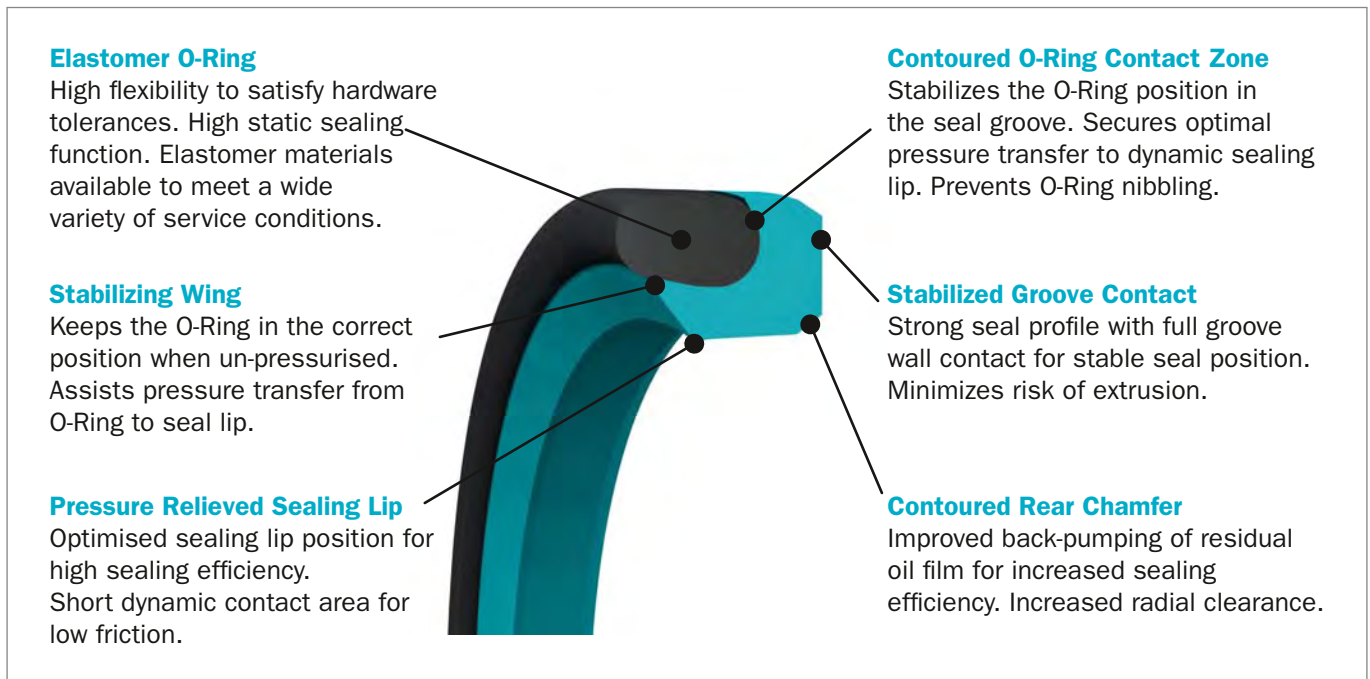 Elastomer O-Ring
High flexibility to satisfy hardware
tolerances. High static sealing
function. Elastomer materials
available to meet a wide
variety of service conditions.
Stabilizing Wing
Keeps the O-Ring in the correct
position when un-pressurised.
Assists pressure transfer from
O-Ring to seal lip.
Pressure Relieved Sealing Lip
Optimised sealing lip position for
high sealing efficiency.
Short dynamic contact area for
low friction.
Contoured O-Ring Contact Zone
Stabilizes the O-Ring position in
the seal groove. Secures optimal
pressure transfer to dynamic sealing
lip. Prevents O-Ring nibbling.
Stabilized Groove Contact
Strong seal profile with full groove
wall contact for stable seal position.
Minimizes risk of extrusion.
Contoured Rear Chamfer
Improved back-pumping of residual
oil film for increased sealing
efficiency. Increased radial clearance.